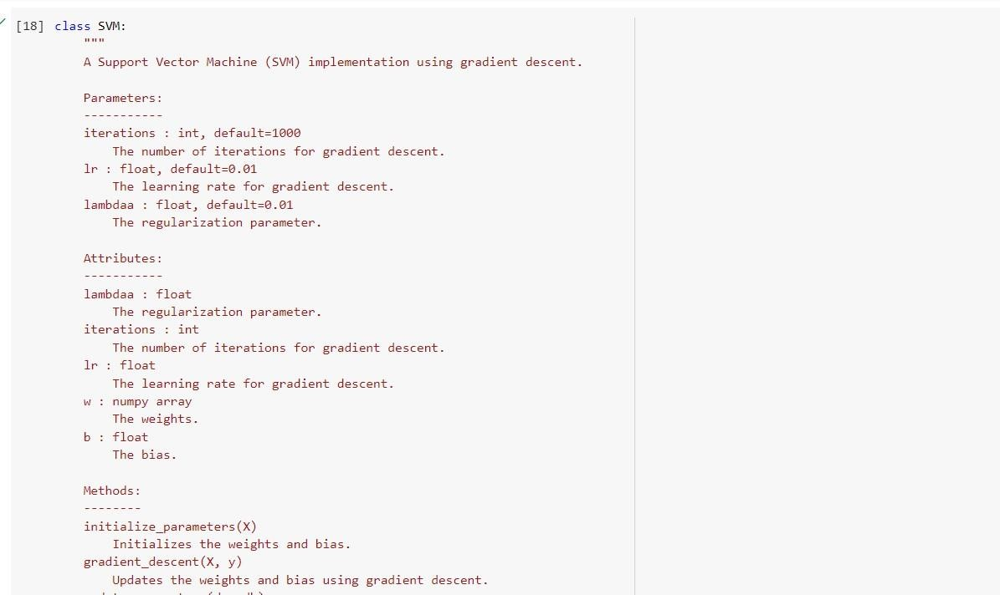 [18] class SVM:
"""
A Support Vector Machine (SVM) implementation using gradient descent.
Parameters:
-----------
iterations : int, default=1000
The number of iterations for gradient descent.
lr : float, default=0.01
The learning rate for gradient descent.
lambdaa : float, default=0.01
The regularization parameter.
Attributes:
-----------
lambdaa : float
The regularization parameter.
iterations : int
The number of iterations for gradient descent.
lr : float
The learning rate for gradient descent.
w : numpy array
The weights.
b : float
The bias.
Methods:
--------
initialize_parameters(X)
Initializes the weights and bias.
gradient_descent(X, y)
Updates the weights and bias using gradient descent.